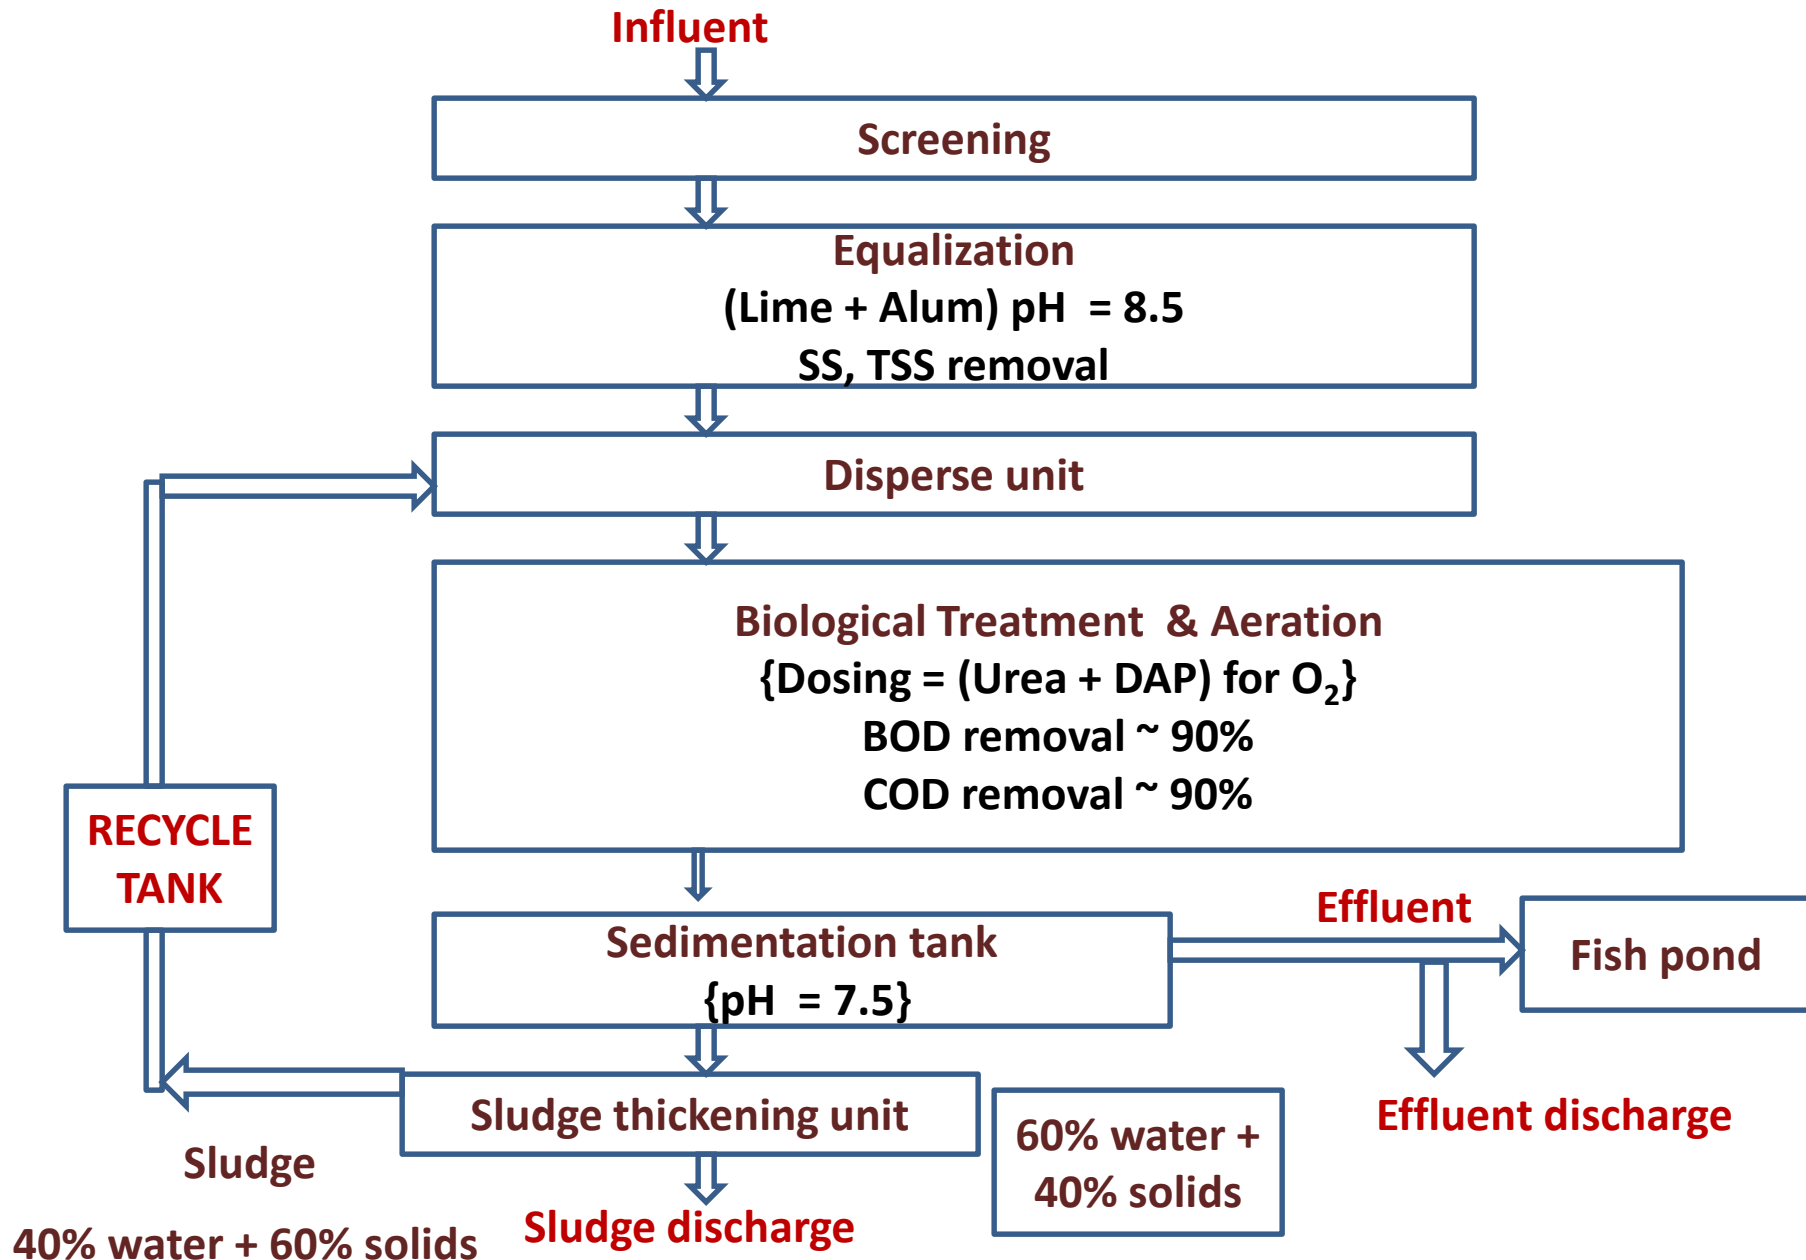 Influent
Screening
Equalization
(Lime + Alum) pH = 8.5
SS, TSS removal
Disperse unit
Biological Treatment & Aeration
{Dosing = (Urea + DAP) for O₂}
BOD removal ~ 90%
COD removal ~ 90%
RECYCLE
TANK
Sedimentation tank
{pH = 7.5}
Effluent
Fish pond
Effluent discharge
Sludge thickening unit
60% water +
40% solids
Sludge
40% water + 60% solids
Sludge discharge